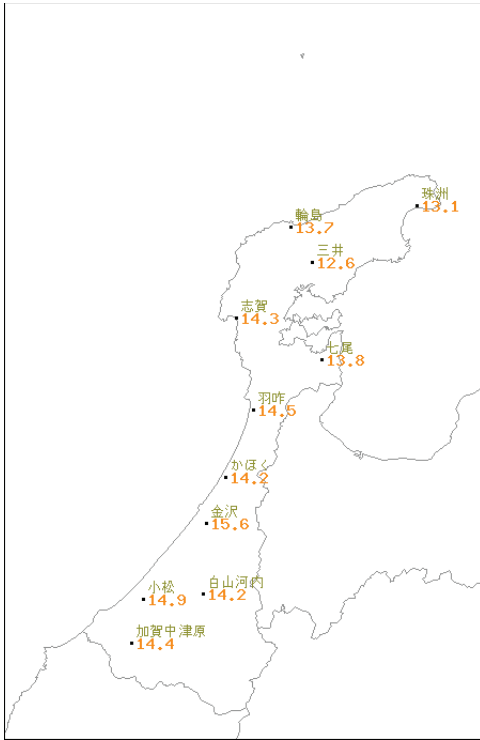 珠洲
13.1
輪島
13.7
三井
12.6
志賀
14.3
七尾
13.8
羽咋
14.5
かほく
14.2
金沢
15.6
白山河内
14.2
小松
14.9
加賀中津原
14.4